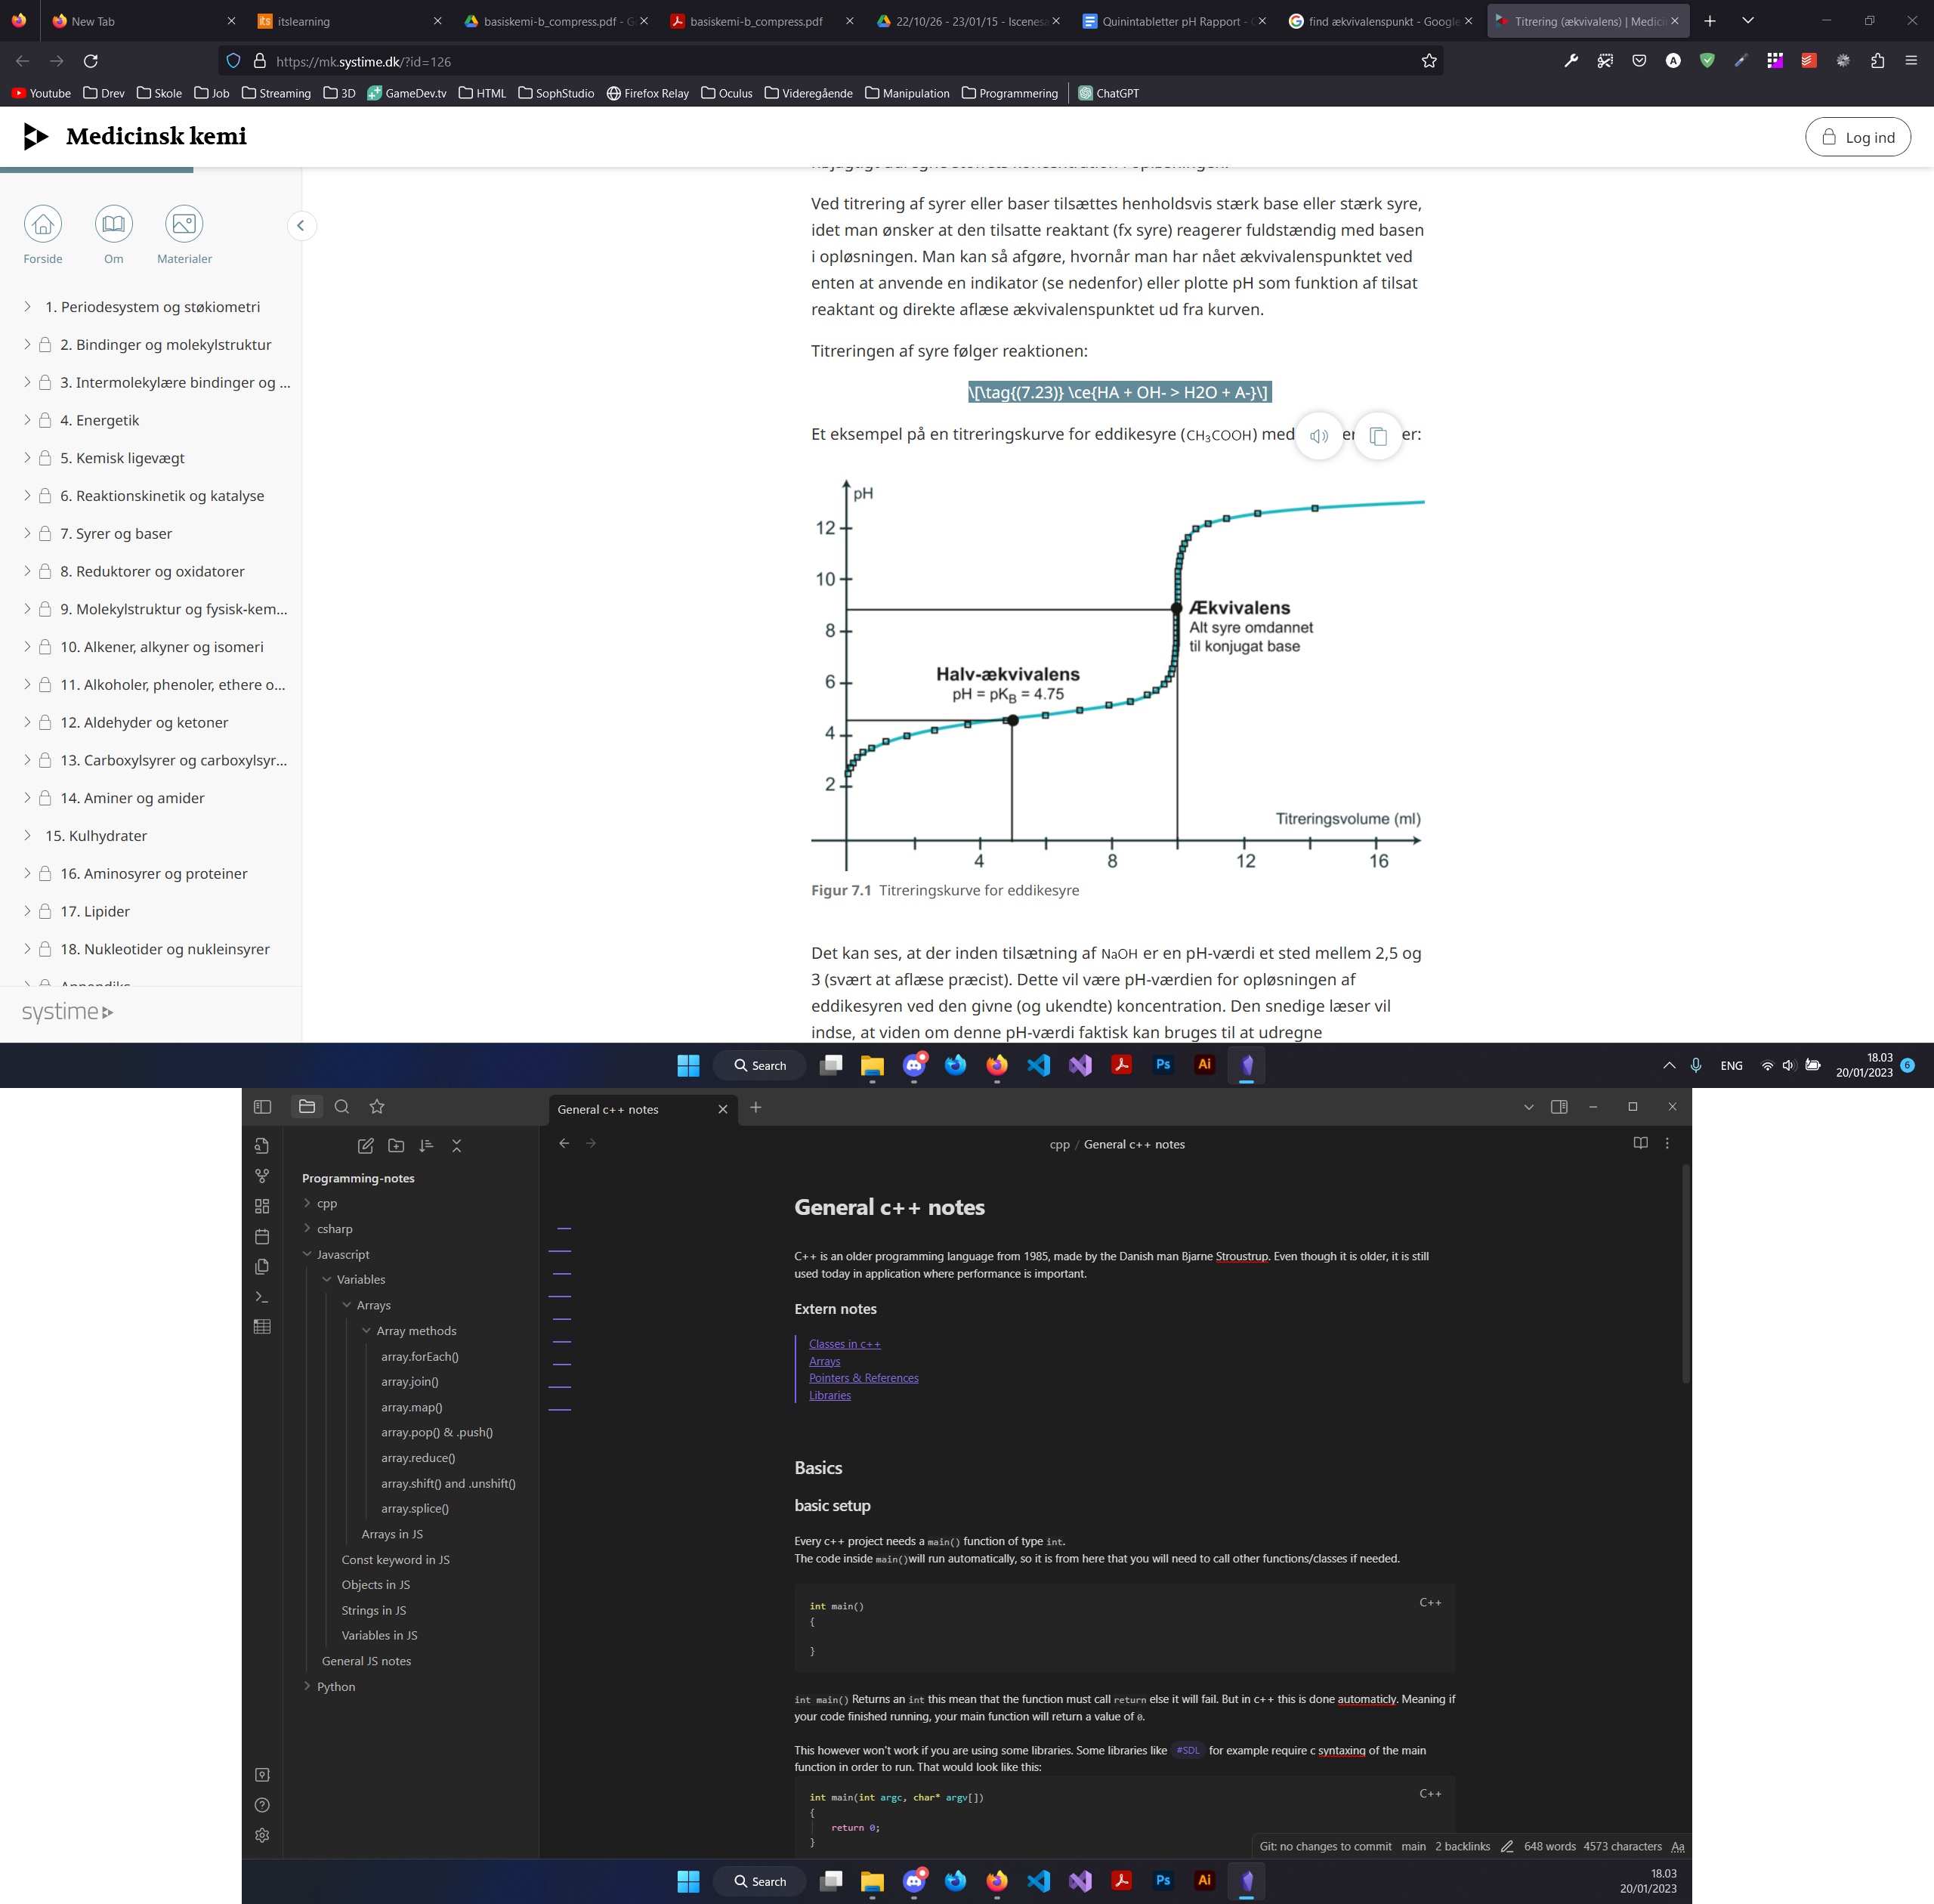 New Tab
itslearning
basiskemi-b_compress.pdf - G
basiskemi-b_compress.pdf
22/10/26 - 23/01/15 - Iscenes
Quinintabletter pH Rapport -
find ækvivalenspunkt - Google
Titrering (ækvivalens) | Medici
https://mk.systime.dk/?id=126
Youtube
Drev
Skole
Job
Streaming
3D
GameDev.tv
HTML
SophStudio
Firefox Relay
Oculus
Videregående
Manipulation
Programmering
ChatGPT
Medicinsk kemi
Log ind
Forside
Om
Materialer
1. Periodesystem og støkiometri
2. Bindinger og molekylstruktur
3. Intermolekylære bindinger og ...
4. Energetik
5. Kemisk ligevægt
6. Reaktionskinetik og katalyse
7. Syrer og baser
8. Reduktorer og oxidatorer
9. Molekylstruktur og fysisk-kem...
10. Alkener, alkyner og isomeri
11. Alkoholer, phenoler, ethere o...
12. Aldehyder og ketoner
13. Carboxylsyrer og carboxylsyr...
14. Aminer og amider
15. Kulhydrater
16. Aminosyrer og proteiner
17. Lipider
18. Nukleotider og nukleinsyrer
systime
Ved titrering af syrer eller baser tilsættes henholdsvis stærk base eller stærk syre,
idet man ønsker at den tilsatte reaktant (fx syre) reagerer fuldstændig med basen
i opløsningen. Man kan så afgøre, hvornår man har nået ækvivalenspunktet ved
enten at anvende en indikator (se nedenfor) eller plotte pH som funktion af tilsat
reaktant og direkte aflæse ækvivalenspunktet ud fra kurven.
Titreringen af syre følger reaktionen:
\[\tag{(7.23)} \ce{HA + OH- > H2O + A-}\]
Et eksempel på en titreringskurve for eddikesyre (CH₃COOH) med er:
pH
12
10
8
6
4
2
Ækvivalens
Alt syre omdannet
til konjugat base
Halv-ækvivalens
pH = pK_B = 4.75
Titreringsvolume (ml)
4
8
12
16
Figur 7.1 Titreringskurve for eddikesyre
Det kan ses, at der inden tilsætning af NaOH er en pH-værdi et sted mellem 2,5 og
3 (svært at aflæse præcist). Dette vil være pH-værdien for opløsningen af
eddikesyren ved den givne (og ukendte) koncentration. Den snedige læser vil
indse, at viden om denne pH-værdi faktisk kan bruges til at udregne
Search
Ps
Ai
ENG
18.03
20/01/2023
6
General c++ notes
cpp / General c++ notes
Programming-notes
cpp
csharp
Javascript
Variables
Arrays
Array methods
array.forEach()
array.join()
array.map()
array.pop() & .push()
array.reduce()
array.shift() and .unshift()
array.splice()
Arrays in JS
Const keyword in JS
Objects in JS
Strings in JS
Variables in JS
General JS notes
Python
General c++ notes
C++ is an older programming language from 1985, made by the Danish man Bjarne Stroustrup. Even though it is older, it is still
used today in application where performance is important.
Extern notes
Classes in c++
Arrays
Pointers & References
Libraries
Basics
basic setup
Every c++ project needs a main() function of type int.
The code inside main()will run automatically, so it is from here that you will need to call other functions/classes if needed.
C++
int main()
{
}
int main() Returns an int this mean that the function must call return else it will fail. But in c++ this is done automaticly. Meaning if
your code finished running, your main function will return a value of 0.
This however won't work if you are using some libraries. Some libraries like #SDL for example require c syntaxing of the main
function in order to run. That would look like this:
C++
int main(int argc, char* argv[])
{
return 0;
}
Git: no changes to commit main 2 backlinks 648 words 4573 characters Aa
Search
Ps
Ai
18.03
20/01/2023